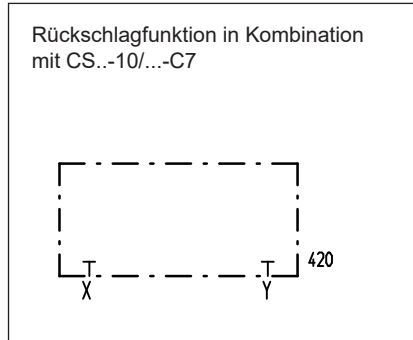 Rückschlagfunktion in Kombination
mit CS..-10/...-C7
420
X
Y